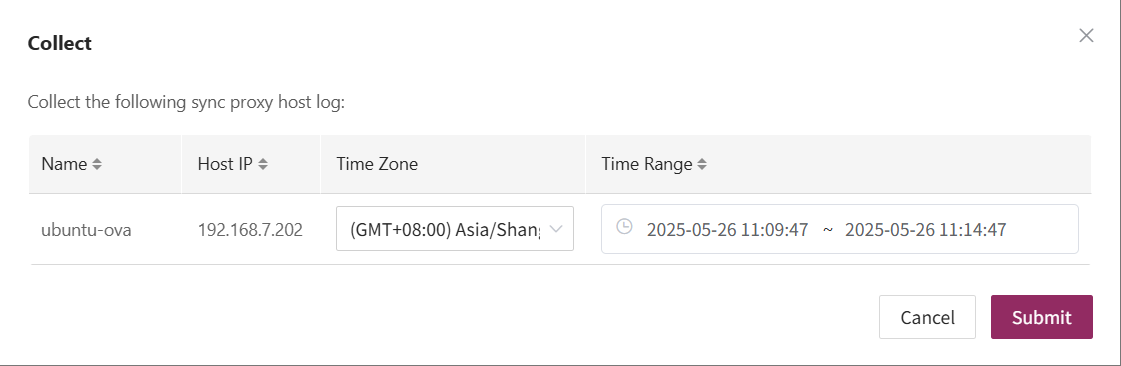 Collect
Collect the following sync proxy host log:
Name Host IP Time Zone Time Range
ubuntu-ova 192.168.7.202 (GMT+08:00) Asia/Shang 2025-05-26 11:09:47 ~ 2025-05-26 11:14:47
Cancel Submit